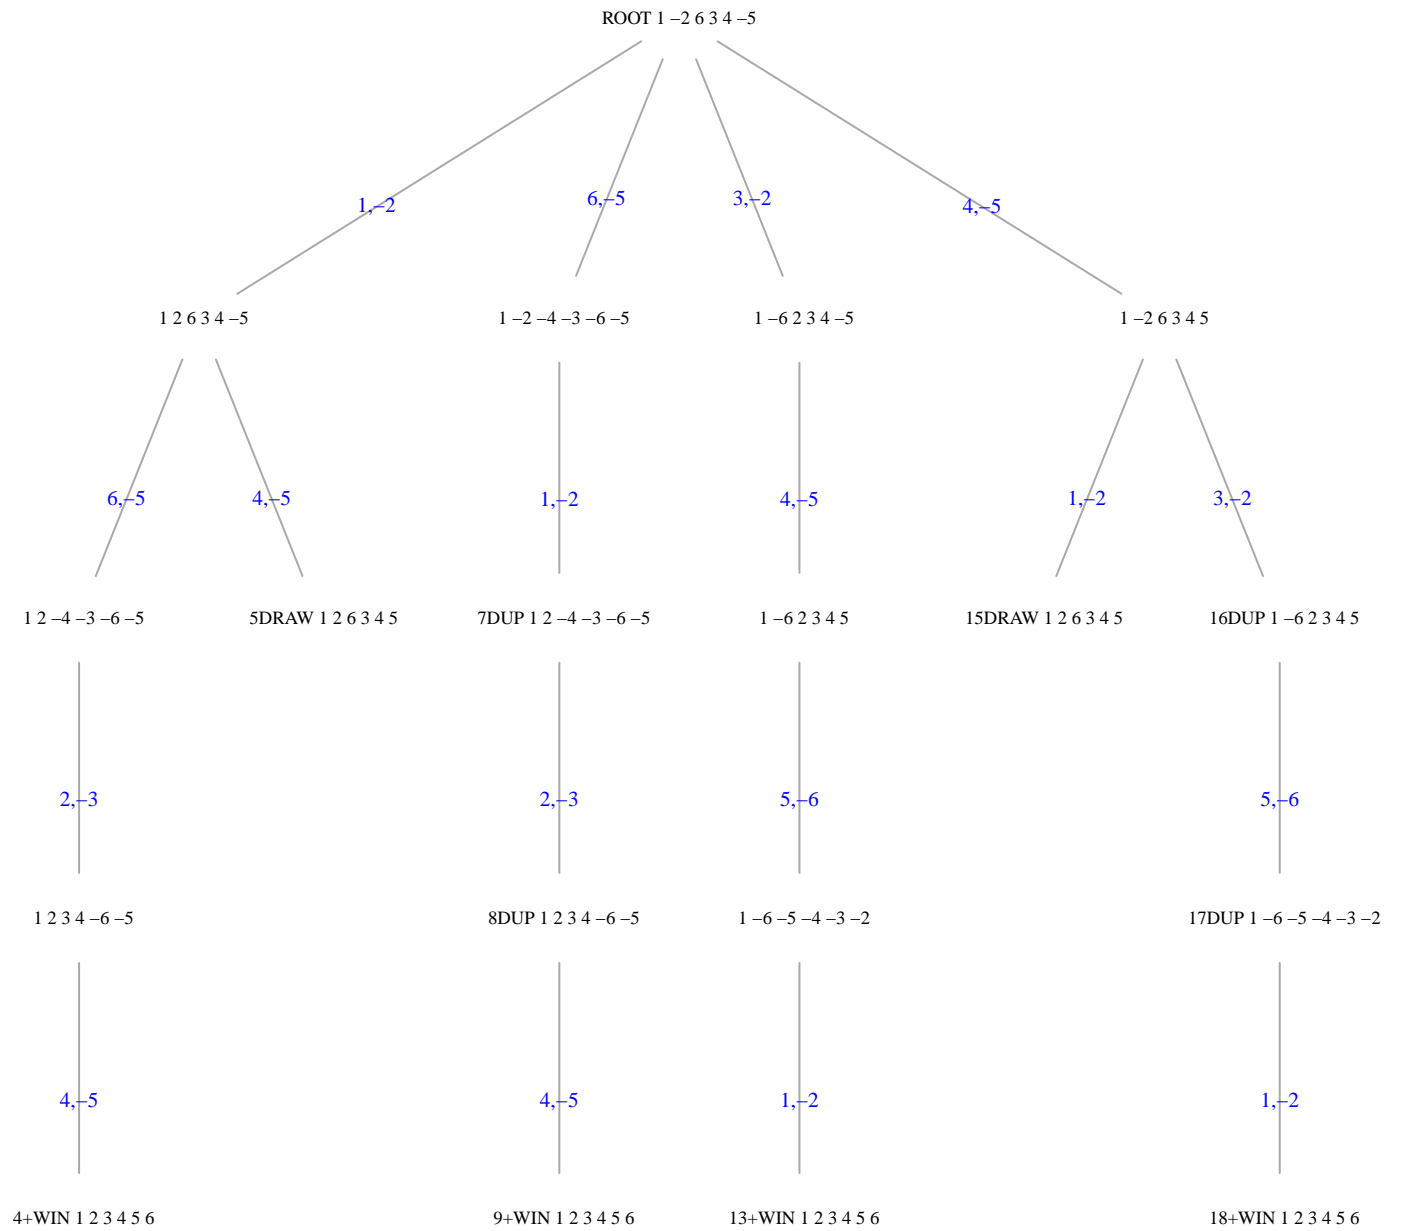 ROOT 1 –2 6 3 4 –5
1,–2
6,–5
3,–2
4,–5
1 2 6 3 4 –5
1 –2 –4 –3 –6 –5
1 –6 2 3 4 –5
1 –2 6 3 4 5
6,–5
4,–5
1,–2
4,–5
1,–2
3,–2
1 2 –4 –3 –6 –5
5DRAW 1 2 6 3 4 5
7DUP 1 2 –4 –3 –6 –5
1 –6 2 3 4 5
15DRAW 1 2 6 3 4 5
16DUP 1 –6 2 3 4 5
2,–3
2,–3
5,–6
5,–6
1 2 3 4 –6 –5
8DUP 1 2 3 4 –6 –5
1 –6 –5 –4 –3 –2
17DUP 1 –6 –5 –4 –3 –2
4,–5
4,–5
1,–2
1,–2
4+WIN 1 2 3 4 5 6
9+WIN 1 2 3 4 5 6
13+WIN 1 2 3 4 5 6
18+WIN 1 2 3 4 5 6